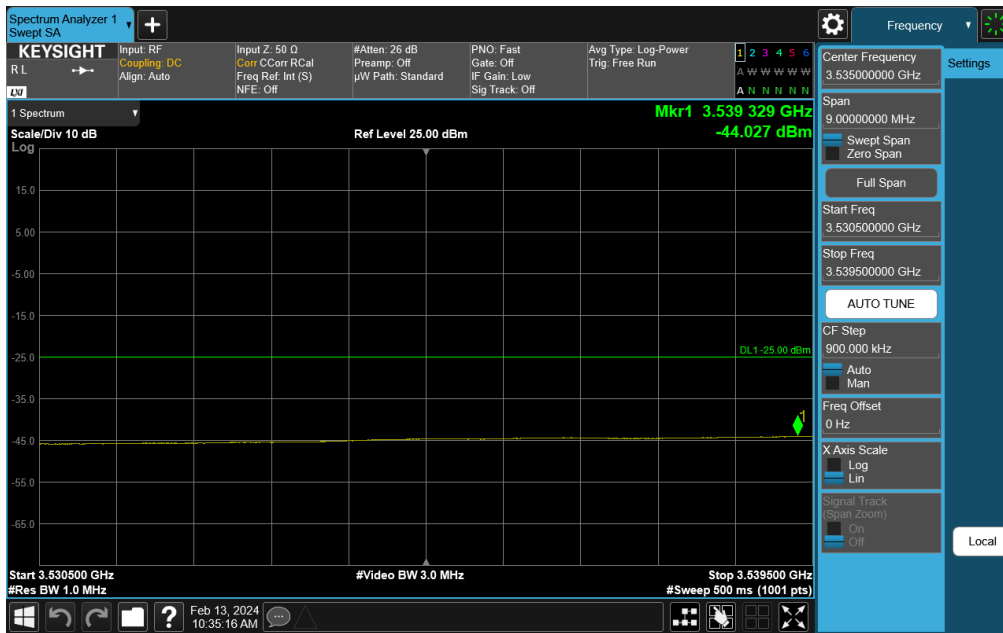 Spectrum Analyzer 1
Swept SA
+
Frequency
KEYSIGHT
R L
LXI
Input: RF
Coupling: DC
Align: Auto
Input Z: 50 Ω
Corr CCorr RCal
Freq Ref: Int (S)
NFE: Off
#Atten: 26 dB
Preamp: Off
µW Path: Standard
PNO: Fast
Gate: Off
IF Gain: Low
Sig Track: Off
Avg Type: Log-Power
Trig: Free Run
1 2 3 4 5 6
A W W W W W
A N N N N N
1 Spectrum
Scale/Div 10 dB
Log
Ref Level 25.00 dBm
Mkr1 3.539 329 GHz
-44.027 dBm
15.0
5.00
-5.00
-15.0
-25.0
-35.0
-45.0
-55.0
-65.0
DL1 -25.00 dBm
1
Start 3.530500 GHz
#Res BW 1.0 MHz
#Video BW 3.0 MHz
Stop 3.539500 GHz
#Sweep 500 ms (1001 pts)
Center Frequency
3.535000000 GHz
Span
9.00000000 MHz
Swept Span
Zero Span
Full Span
Start Freq
3.530500000 GHz
Stop Freq
3.539500000 GHz
AUTO TUNE
CF Step
900.000 kHz
Auto
Man
Freq Offset
0 Hz
X Axis Scale
Log
Lin
Signal Track
(Span Zoom)
On
Off
Settings
Local
?
Feb 13, 2024
10:35:16 AM